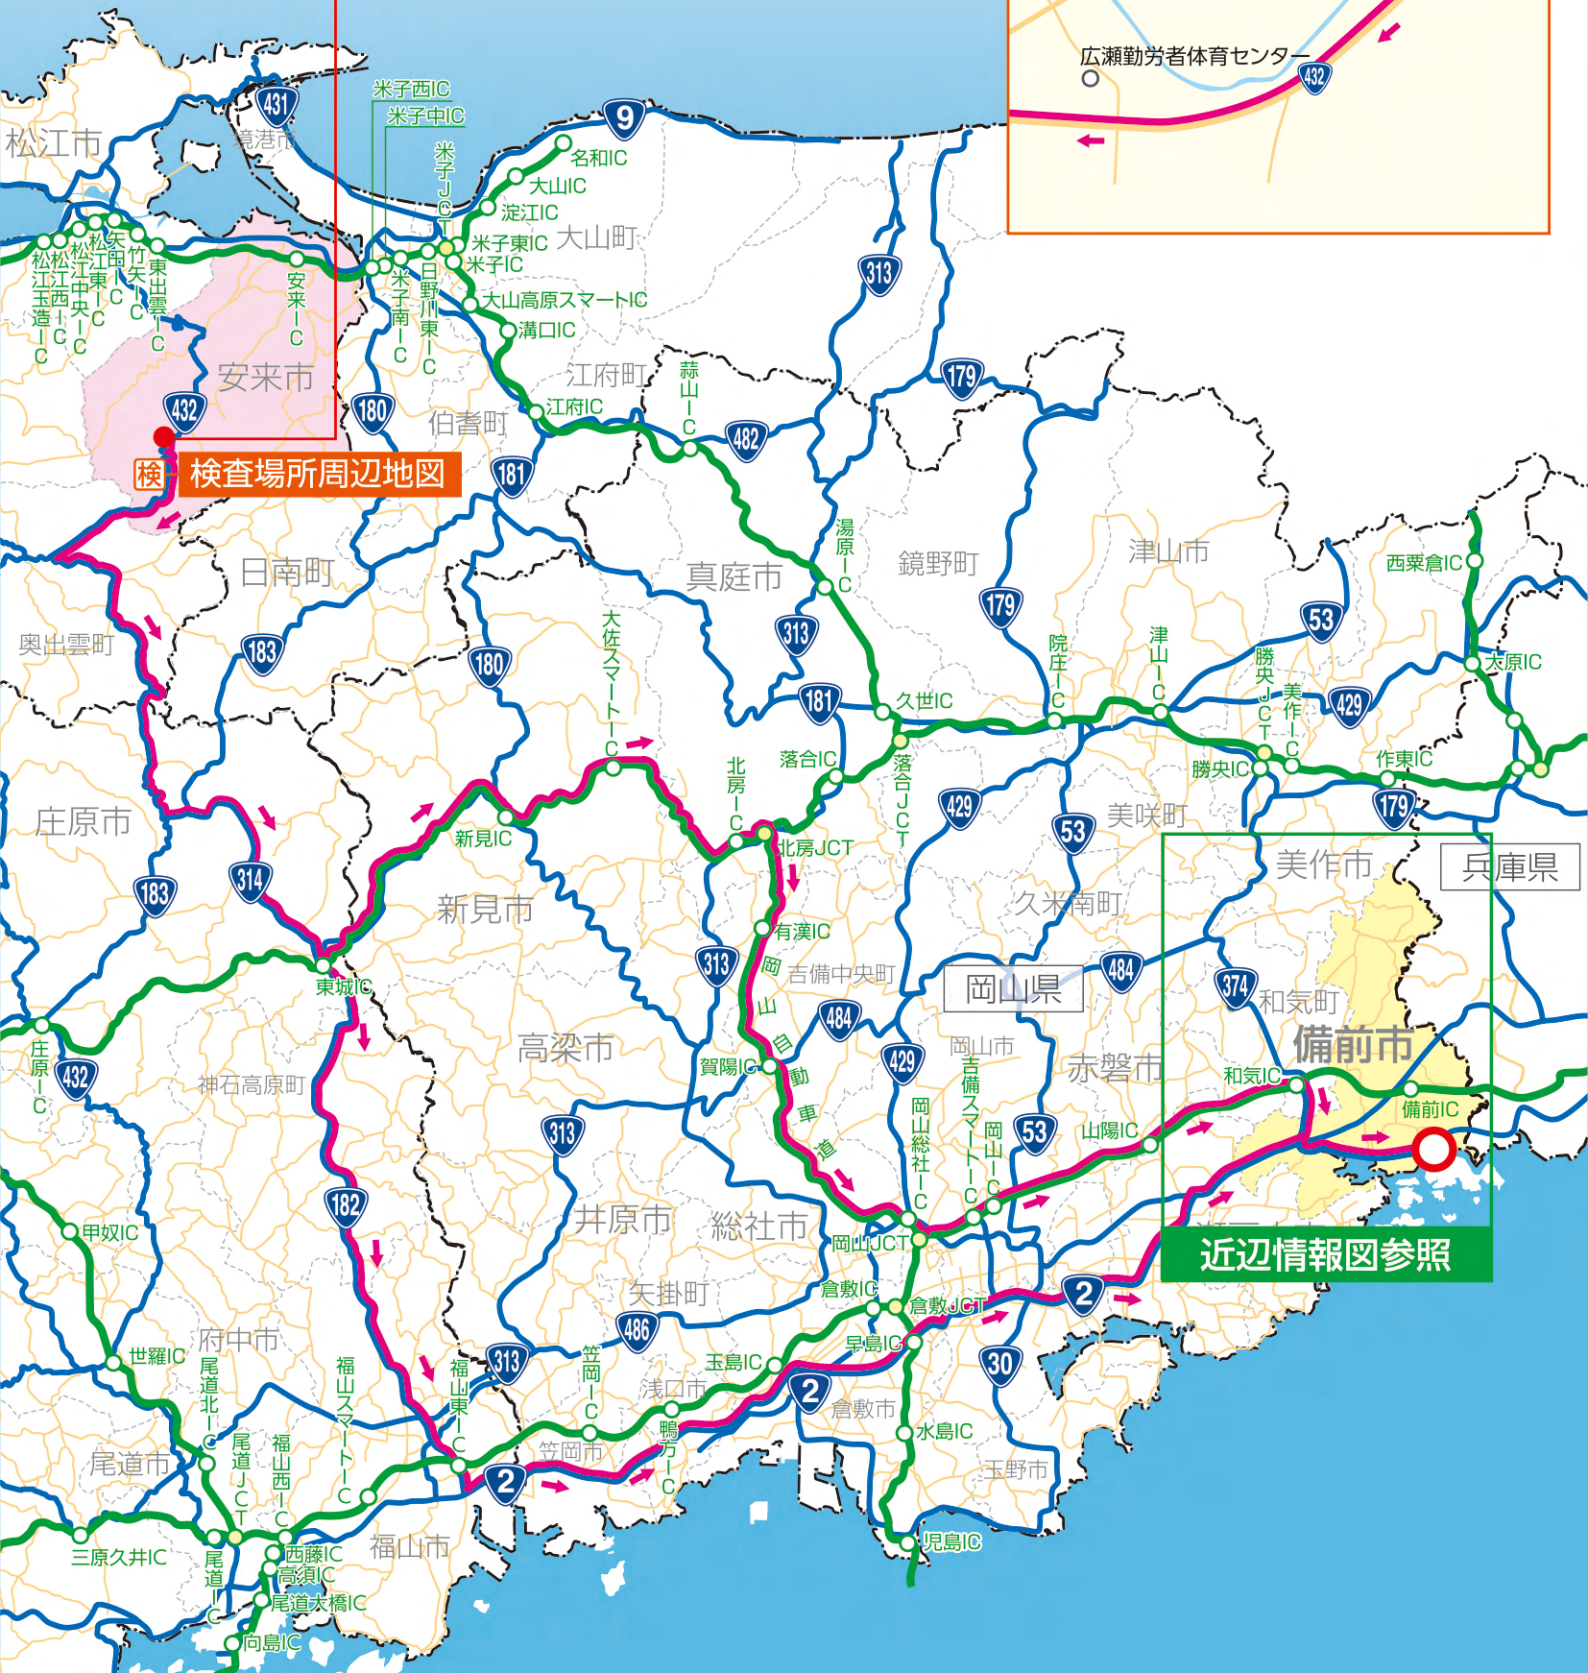 広瀬勤労者体育センター
432
431
米子西IC
米子中IC
9
松江市
境港市
米子JCT
名和IC
大山IC
淀江IC
大山町
米子東IC
米子IC
313
松江玉造IC
松江西IC
松江中央IC
松江東IC
矢田IC
竹矢IC
東出雲IC
安来IC
米子南IC
日野川東IC
大山高原スマートIC
溝口IC
安来市
江府町
蒜山IC
179
432
180
伯耆町
江府IC
482
検
検査場所周辺地図
181
湯原IC
日南町
真庭市
鏡野町
津山市
西粟倉IC
奥出雲町
183
180
大佐スマートIC
313
179
53
院庄IC
津山IC
勝央JCT
美作IC
大原IC
181
久世IC
429
落合IC
落合JCT
勝央IC
作東IC
北房IC
庄原市
新見IC
北房JCT
429
53
美咲町
179
美作市
兵庫県
183
314
新見市
有漢IC
久米南町
313
吉備中央町
岡山県
484
374
和気町
東城IC
岡山自動車道
484
高梁市
岡山市
備前市
庄原IC
432
神石高原町
賀陽IC
429
吉備スマートIC
赤磐市
和気IC
備前IC
313
岡山総社IC
岡山IC
53
山陽IC
182
甲奴IC
井原市
総社市
岡山JCT
近辺情報図参照
矢掛町
倉敷IC
倉敷JCT
2
府中市
486
早島IC
世羅IC
尾道北IC
福山スマートIC
福山東IC
313
笠岡IC
玉島IC
30
浅口市
2
倉敷市
尾道市
尾道JCT
福山西IC
笠岡市
鴨方IC
水島IC
玉野市
2
三原久井IC
尾道IC
西藤IC
福山市
児島IC
高須IC
尾道大橋IC
向島IC